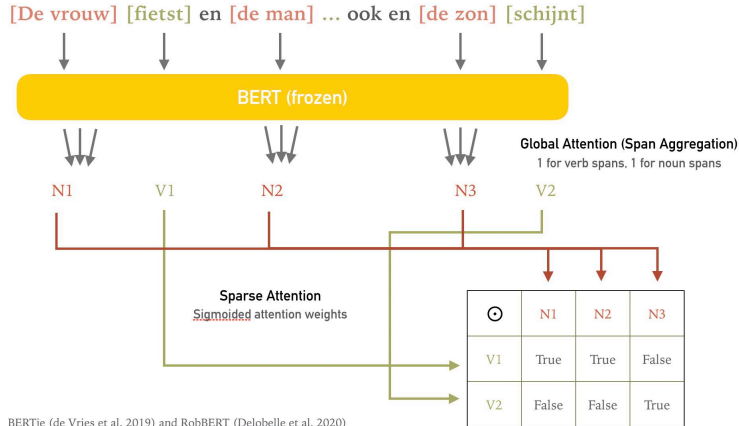 [De vrouw] [fietst] en [de man] ... ook en [de zon] [schijnt]
BERT (frozen)
Global Attention (Span Aggregation)
1 for verb spans, 1 for noun spans
N1 V1 N2 N3 V2
Sparse Attention
Sigmoided attention weights
⊙ N1 N2 N3
V1 True True False
V2 False False True
BERTje (de Vries et al. 2019) and RobBERT (Delobelle et al. 2020)